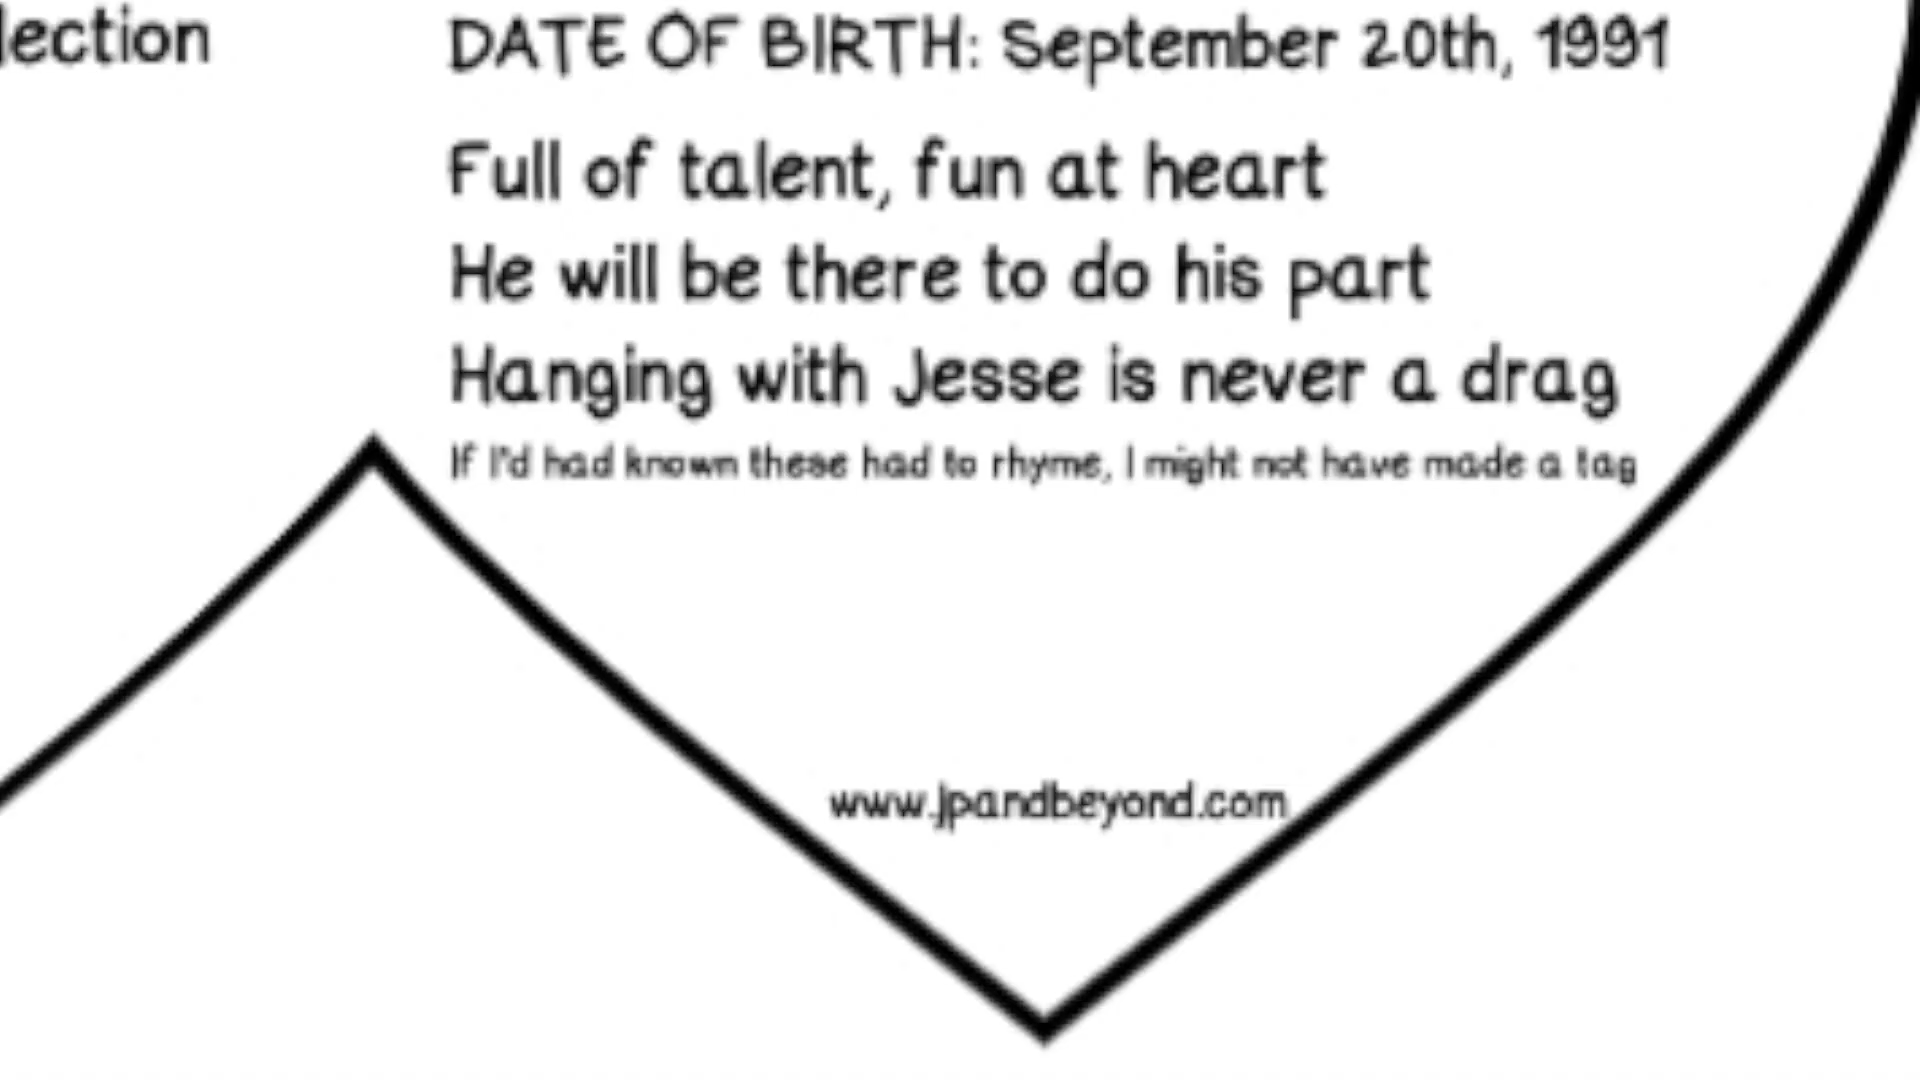 lection
DATE OF BIRTH: September 20th, 1991
Full of talent, fun at heart
He will be there to do his part
Hanging with Jesse is never a drag
If I'd had known these had to rhyme, I might not have made a tag
www.jpandbeyond.com